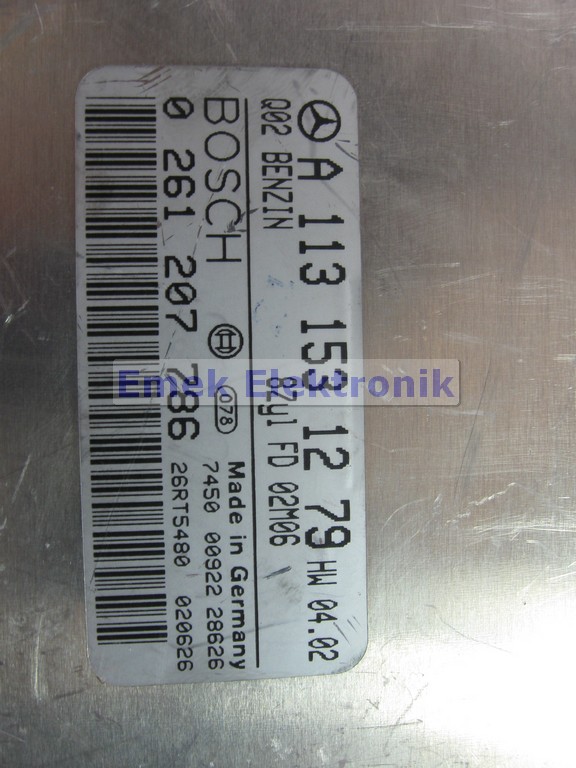 A 113 153 12 79 HW 04.02
Q02 BENZIN 8Zyl FD 02M06
BOSCH 078 Made in Germany
7450 00922 28626
0 261 207 786 26RT5480 020626
Emek Elektronik